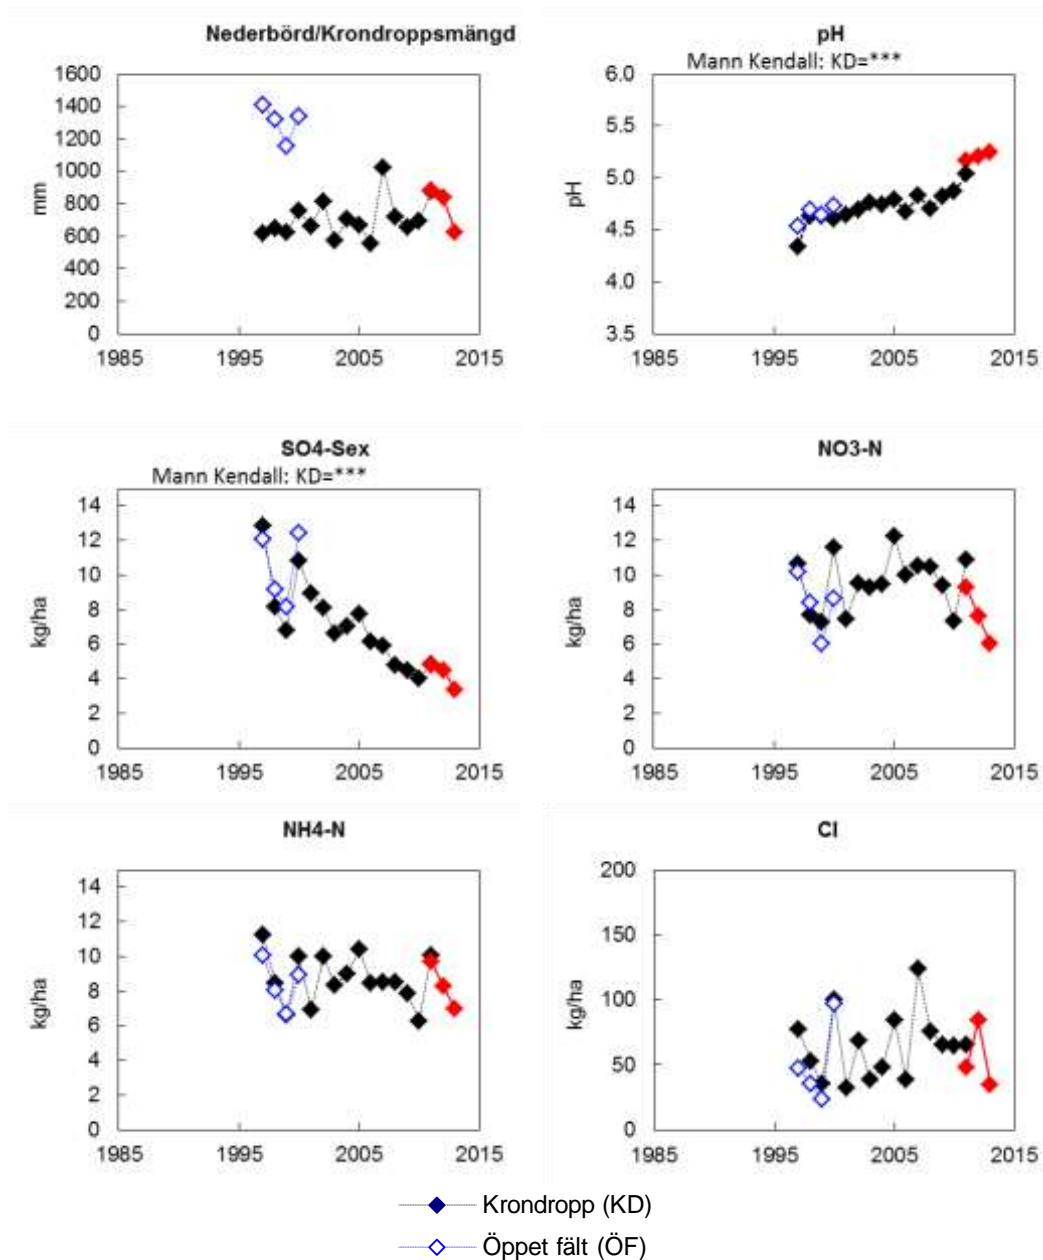 Nederbörd/Krondroppsmängd
1600
1400
1200
1000
800
600
400
200
0
mm
1985 1995 2005 2015
pH
Mann Kendall: KD=***
6.0
5.5
5.0
4.5
4.0
3.5
pH
1985 1995 2005 2015
SO4-Sex
Mann Kendall: KD=***
14
12
10
8
6
4
2
0
kg/ha
1985 1995 2005 2015
NO3-N
14
12
10
8
6
4
2
0
kg/ha
1985 1995 2005 2015
NH4-N
14
12
10
8
6
4
2
0
kg/ha
1985 1995 2005 2015
Cl
200
150
100
50
0
kg/ha
1985 1995 2005 2015
Krondropp (KD)
Öppet fält (ÖF)